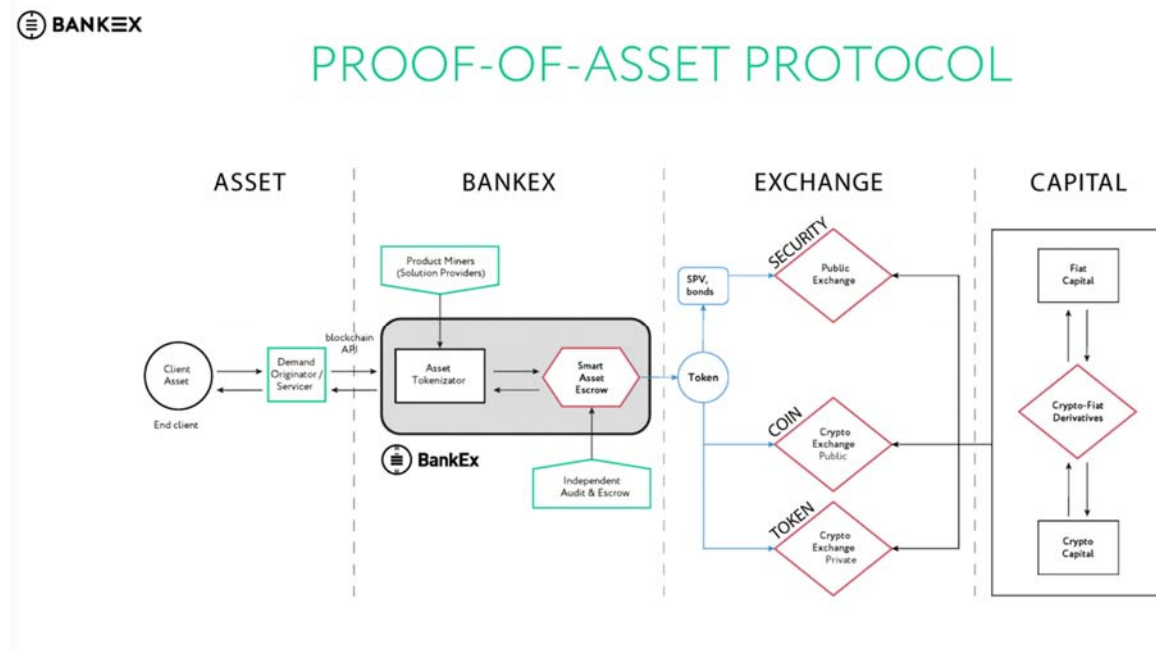 BANKEX
PROOF-OF-ASSET PROTOCOL
ASSET
BANKEX
EXCHANGE
CAPITAL
Product Miners
(Solution Providers)
blockchain
API
Client
Asset
End client
Demand
Originator /
Servicer
Asset
Tokenizator
Smart
Asset
Escrow
BankEx
Independent
Audit & Escrow
SPV,
bonds
Token
SECURITY
Public
Exchange
COIN
Crypto
Exchange
Public
TOKEN
Crypto
Exchange
Private
Fiat
Capital
Crypto-Fiat
Derivatives
Crypto
Capital